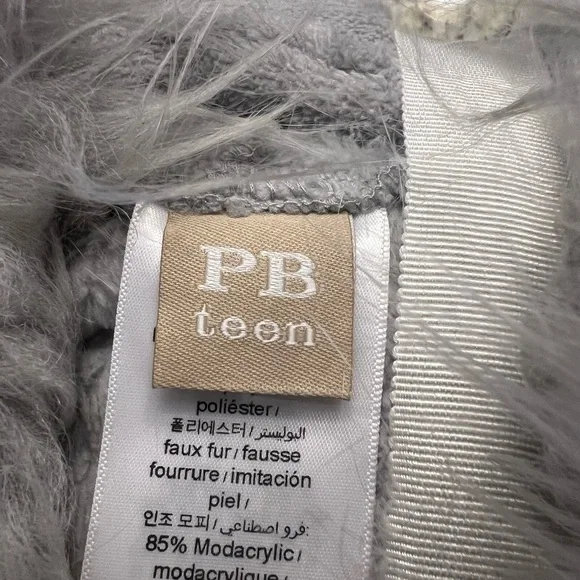 PB
teen
poliéster /
폴리에스터 / البوليستر /
faux fur / fausse
fourrure / imitación
piel /
인조 모피 / فرو اصطناعي:
85% Modacrylic /
modacrylique /